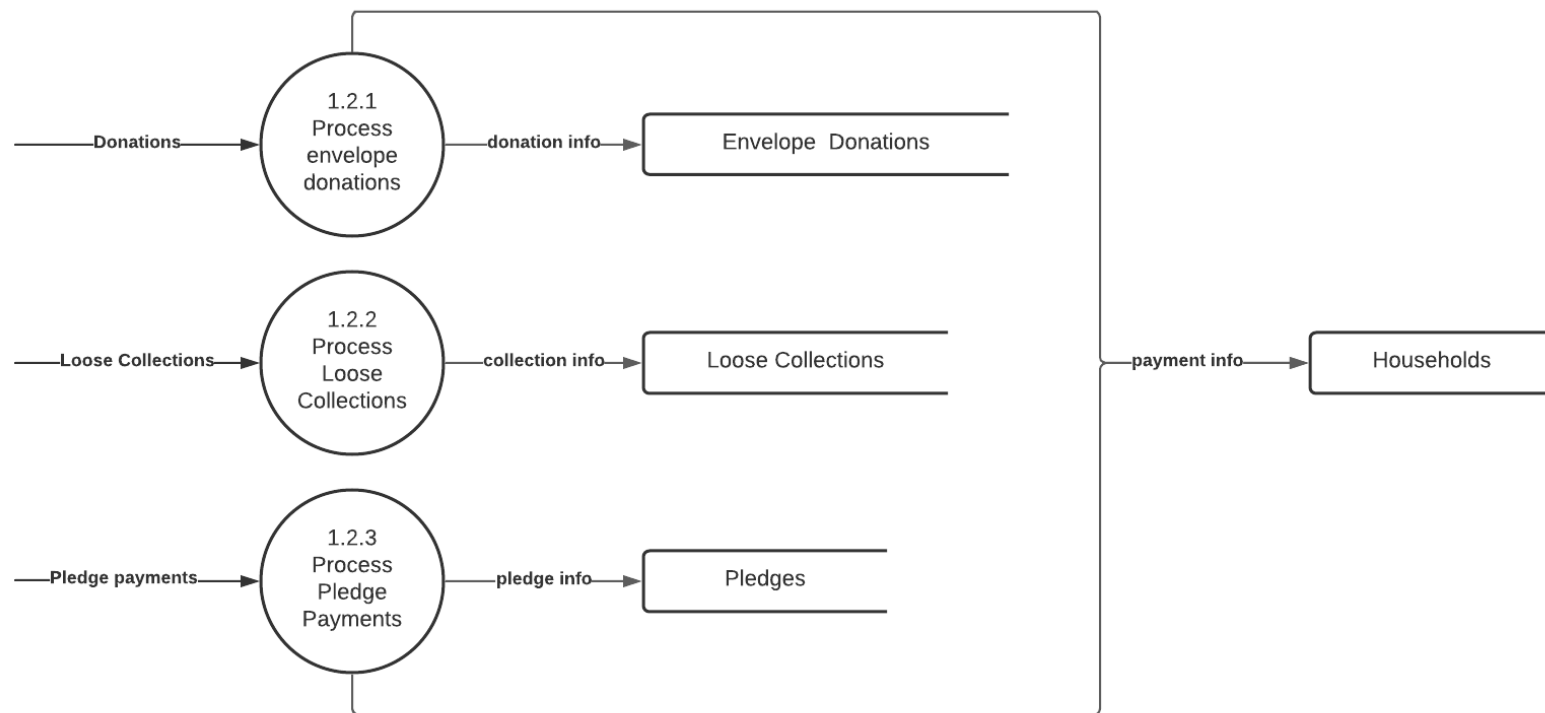 Donations
1.2.1
Process
envelope
donations
donation info
Envelope  Donations
Loose Collections
1.2.2
Process
Loose
Collections
collection info
Loose Collections
payment info
Households
Pledge payments
1.2.3
Process
Pledge
Payments
pledge info
Pledges